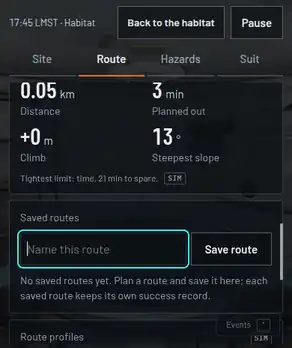 17:45 LMST · Habitat
Back to the habitat
Pause
Site
Route
Hazards
Suit
0.05 km
3 min
Distance
Planned out
+0 m
13°
Climb
Steepest slope
Tightest limit: time, 21 min to spare. SIM
Saved routes
Name this route
Save route
No saved routes yet. Plan a route and save it here; each
saved route keeps its own success record.
Events
Route profiles
SIM